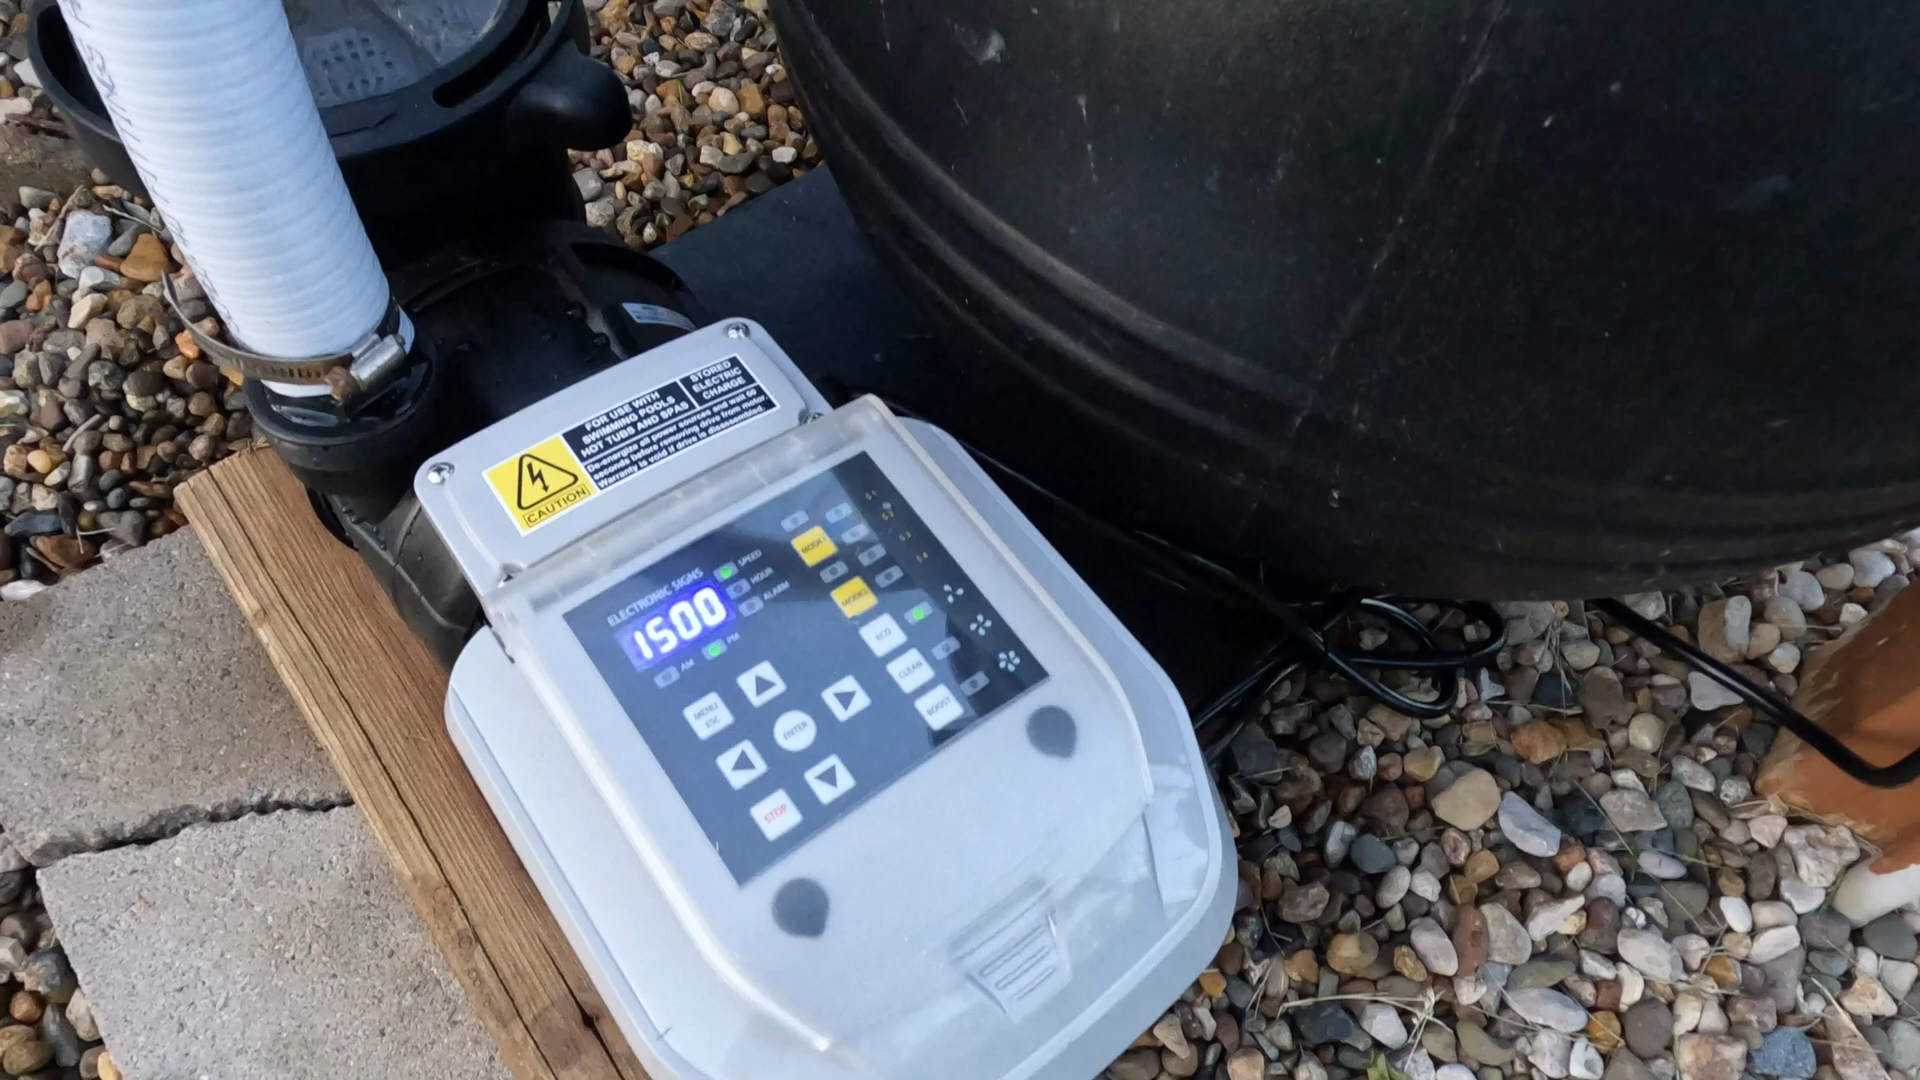 FOR USE WITH
SWIMMING POOLS
HOT TUBS AND SPAS
STORED
ELECTRIC
CHARGE
De-energize all power sources and wait 60
seconds before removing drive from motor.
Warranty is void if drive is disassembled.
CAUTION
ELECTRONIC SIGNS
1500
SPEED
HOUR
ALARM
AM
PM
MODE1
MODE2
ECO
CLEAN
BOOST
MENU
ESC
ENTER
STOP